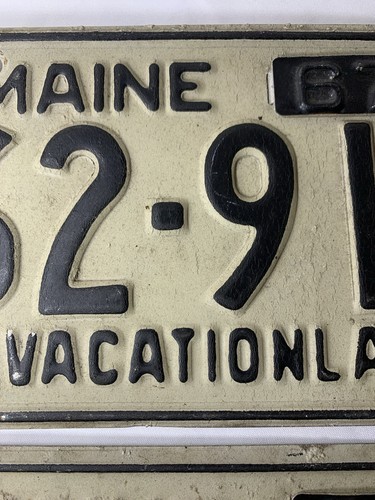 MAINE 67
2·9
VACATIONLA